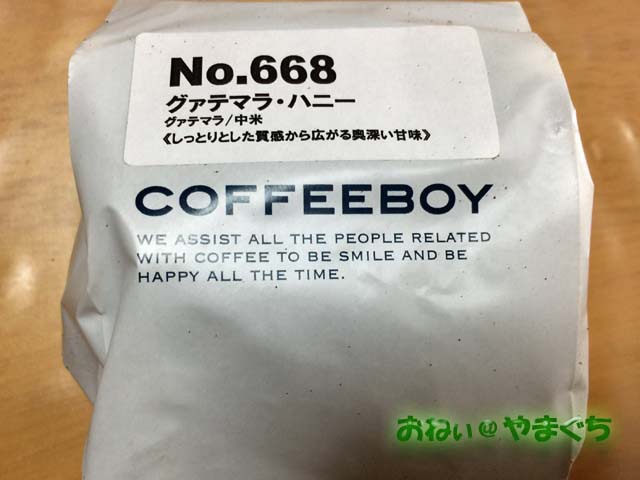 No.668
グァテマラ・ハニー
グァテマラ/中米
《しっとりとした質感から広がる奥深い甘味》
COFFEEBOY
WE ASSIST ALL THE PEOPLE RELATED
WITH COFFEE TO BE SMILE AND BE
HAPPY ALL THE TIME.
おねい@やまぐち